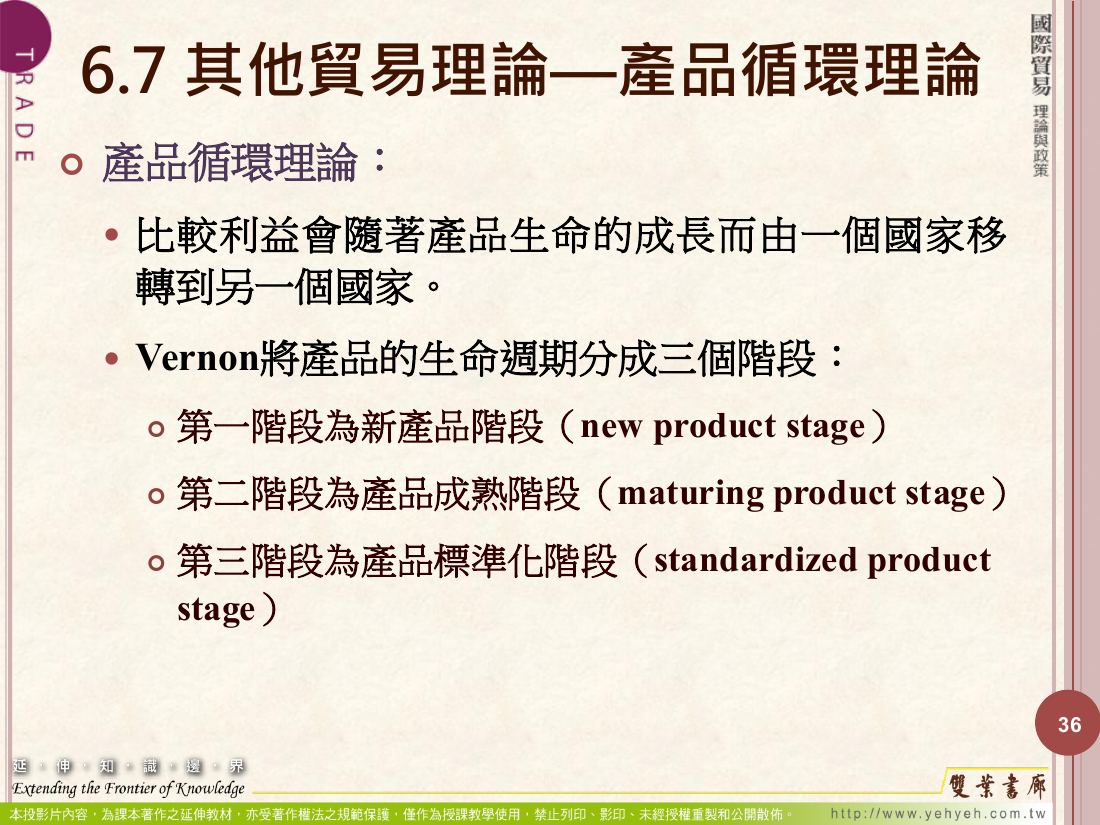 TRADE
6.7 其他貿易理論—產品循環理論
國際貿易 理論與政策
產品循環理論：
比較利益會隨著產品生命的成長而由一個國家移
轉到另一個國家。
Vernon將產品的生命週期分成三個階段：
第一階段為新產品階段（new product stage）
第二階段為產品成熟階段（maturing product stage）
第三階段為產品標準化階段（standardized product
stage）
36
延。伸。知。識。邊。界
Extending the Frontier of Knowledge
雙葉書廊
本投影片內容，為課本著作之延伸教材，亦受著作權法之規範保護，僅作為授課教學使用，禁止列印、影印、未經授權重製和公開散佈。
http://www.yehyeh.com.tw